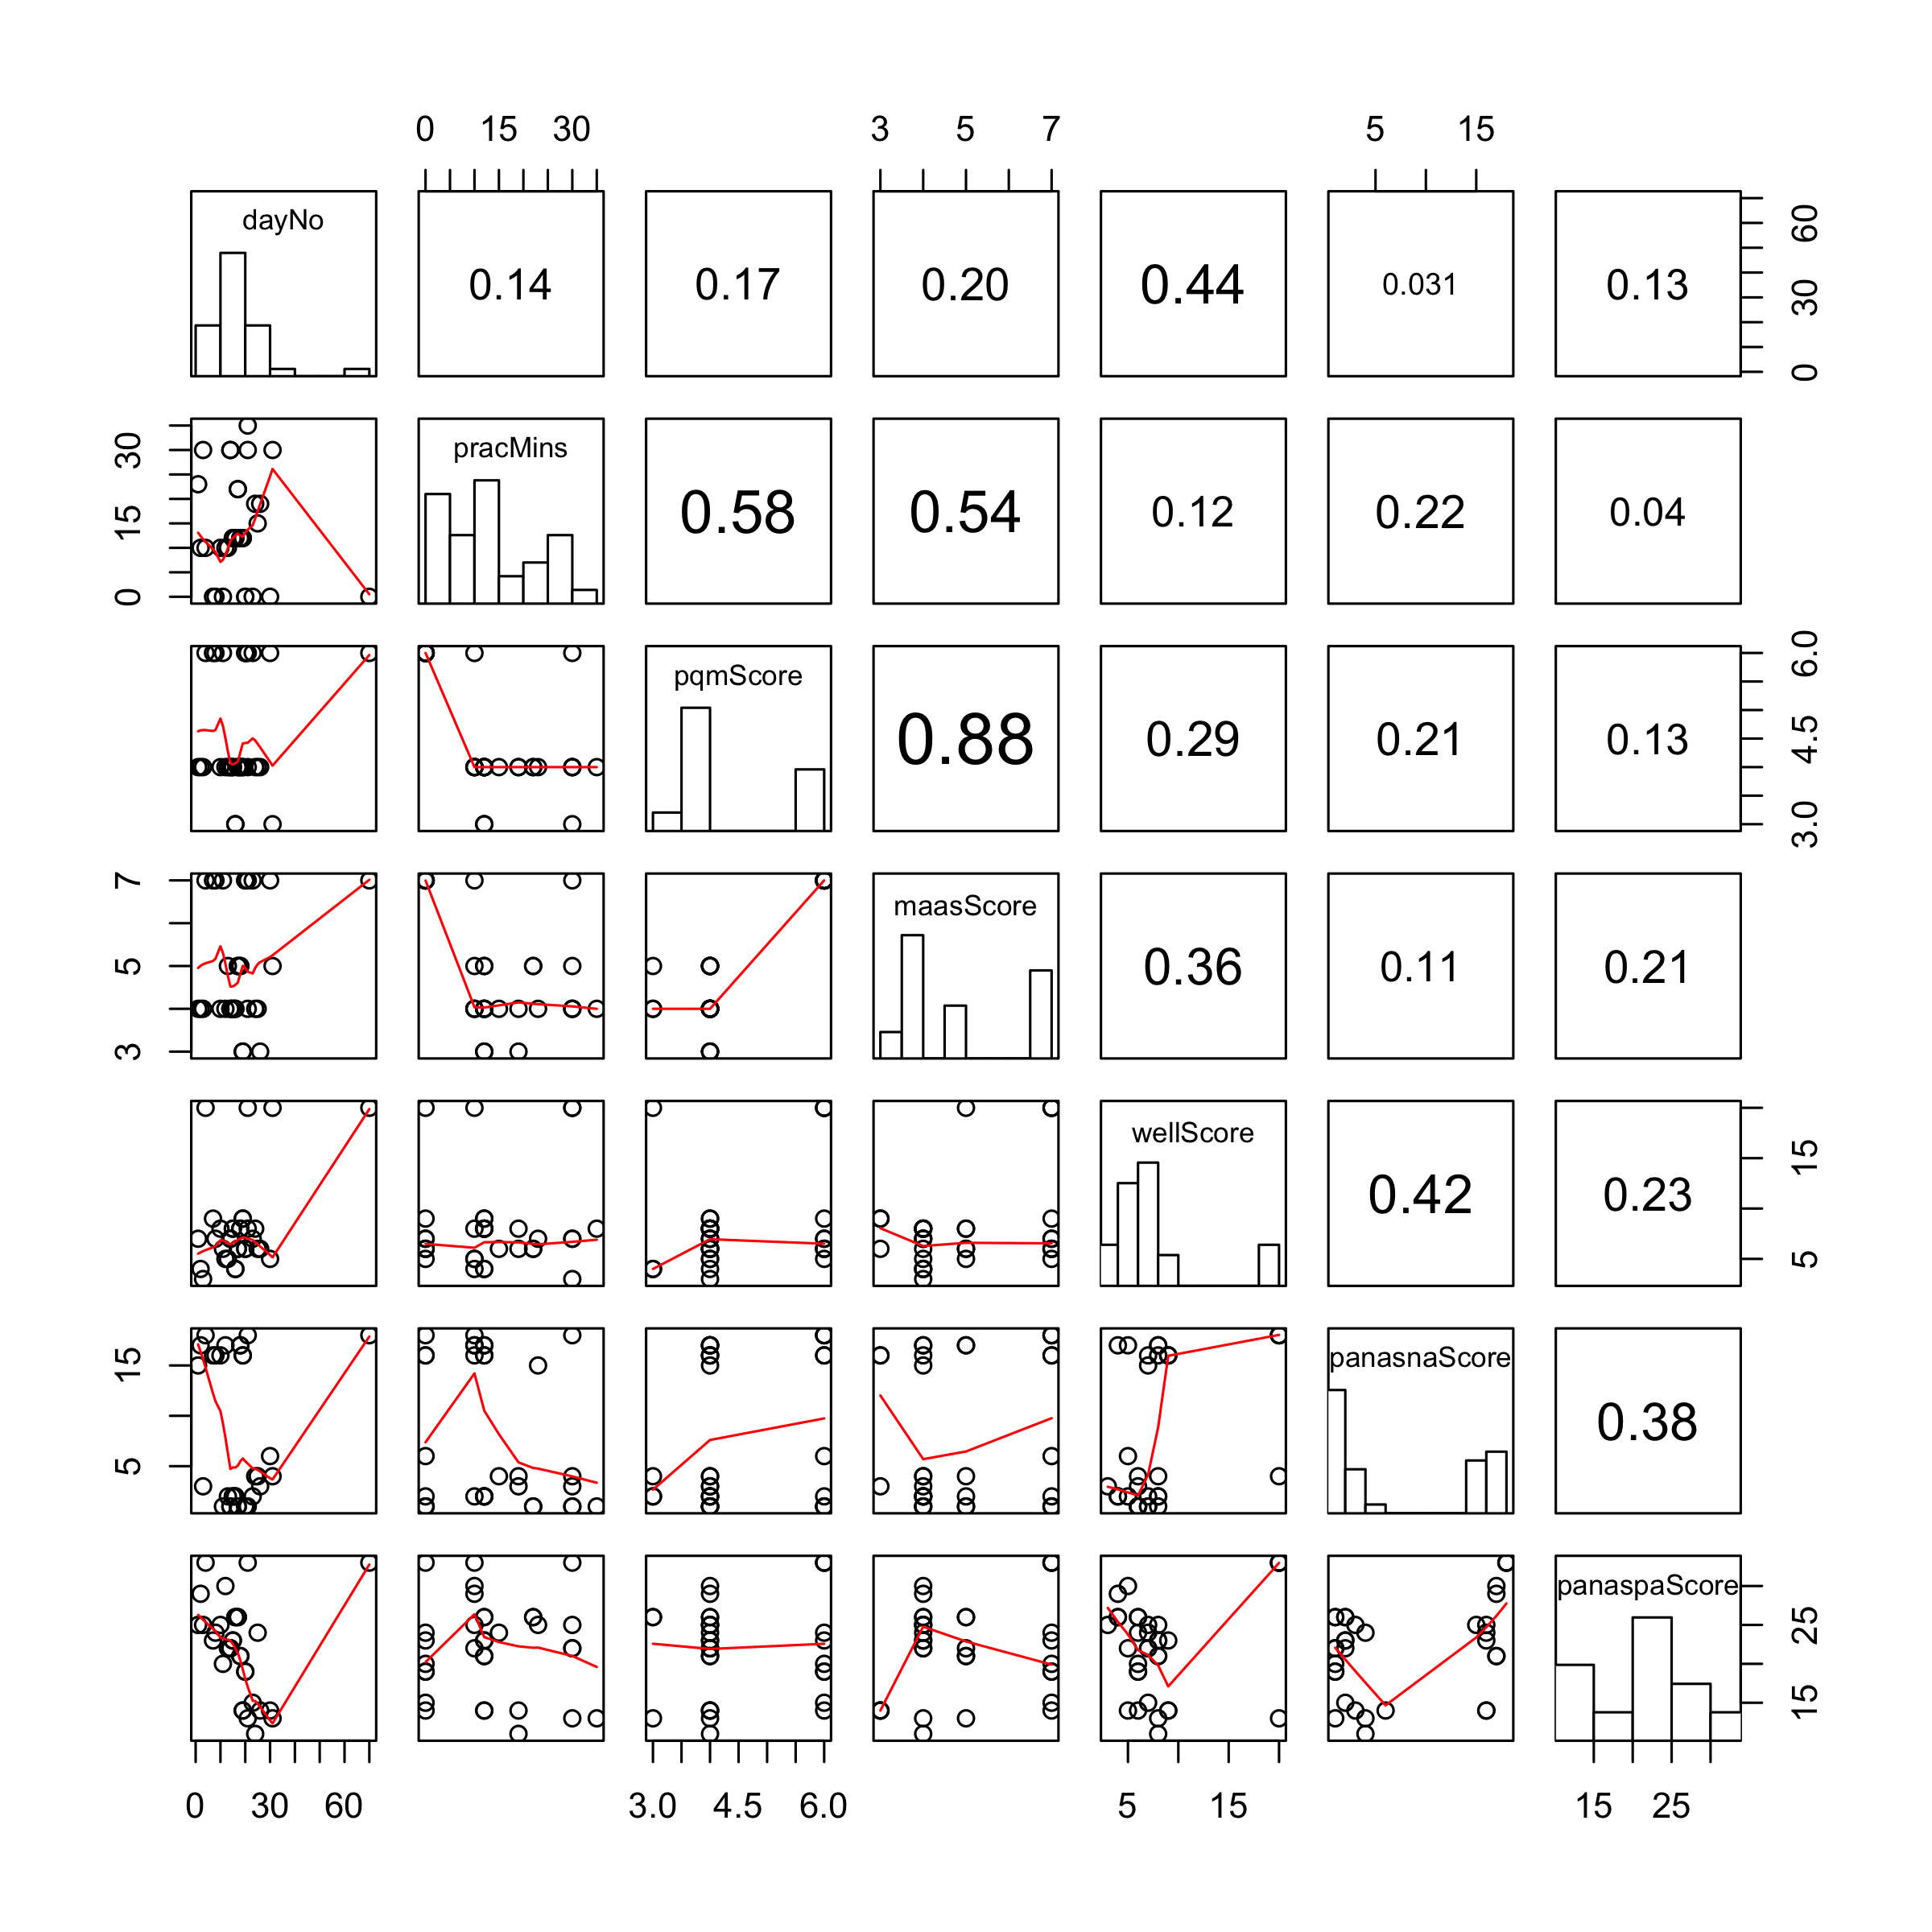 0 15 30 3 5 7 5 15
dayNo 0.14 0.17 0.20 0.44 0.031 0.13 0 30 60
0 15 30 pracMins 0.58 0.54 0.12 0.22 0.04
pqmScore 0.88 0.29 0.21 0.13 3.0 4.5 6.0
3 5 7 maasScore 0.36 0.11 0.21
wellScore 0.42 0.23 5 15
5 15 panasnaScore 0.38
panaspaScore 15 25
0 30 60 3.0 4.5 6.0 5 15 15 25